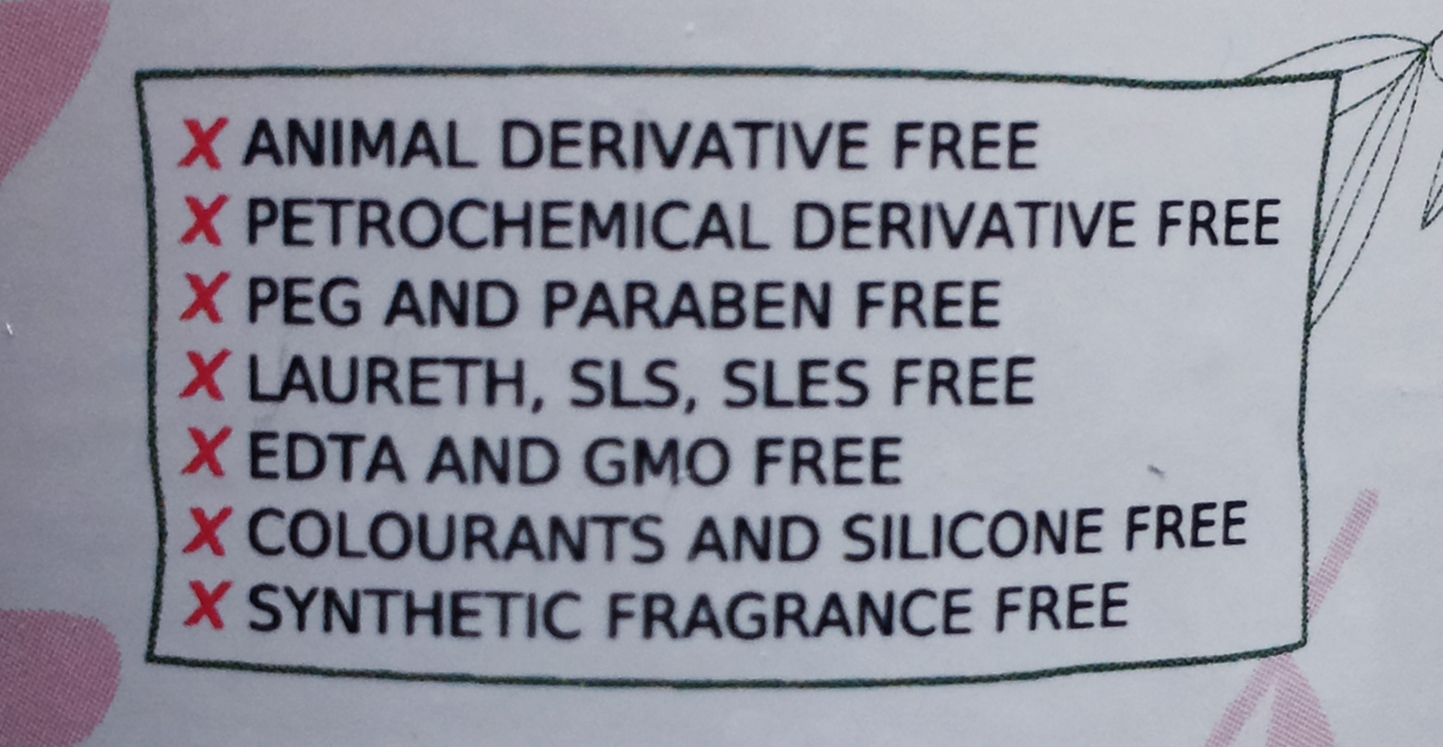 X ANIMAL DERIVATIVE FREE
X PETROCHEMICAL DERIVATIVE FREE
X PEG AND PARABEN FREE
X LAURETH, SLS, SLES FREE
X EDTA AND GMO FREE
X COLOURANTS AND SILICONE FREE
X SYNTHETIC FRAGRANCE FREE